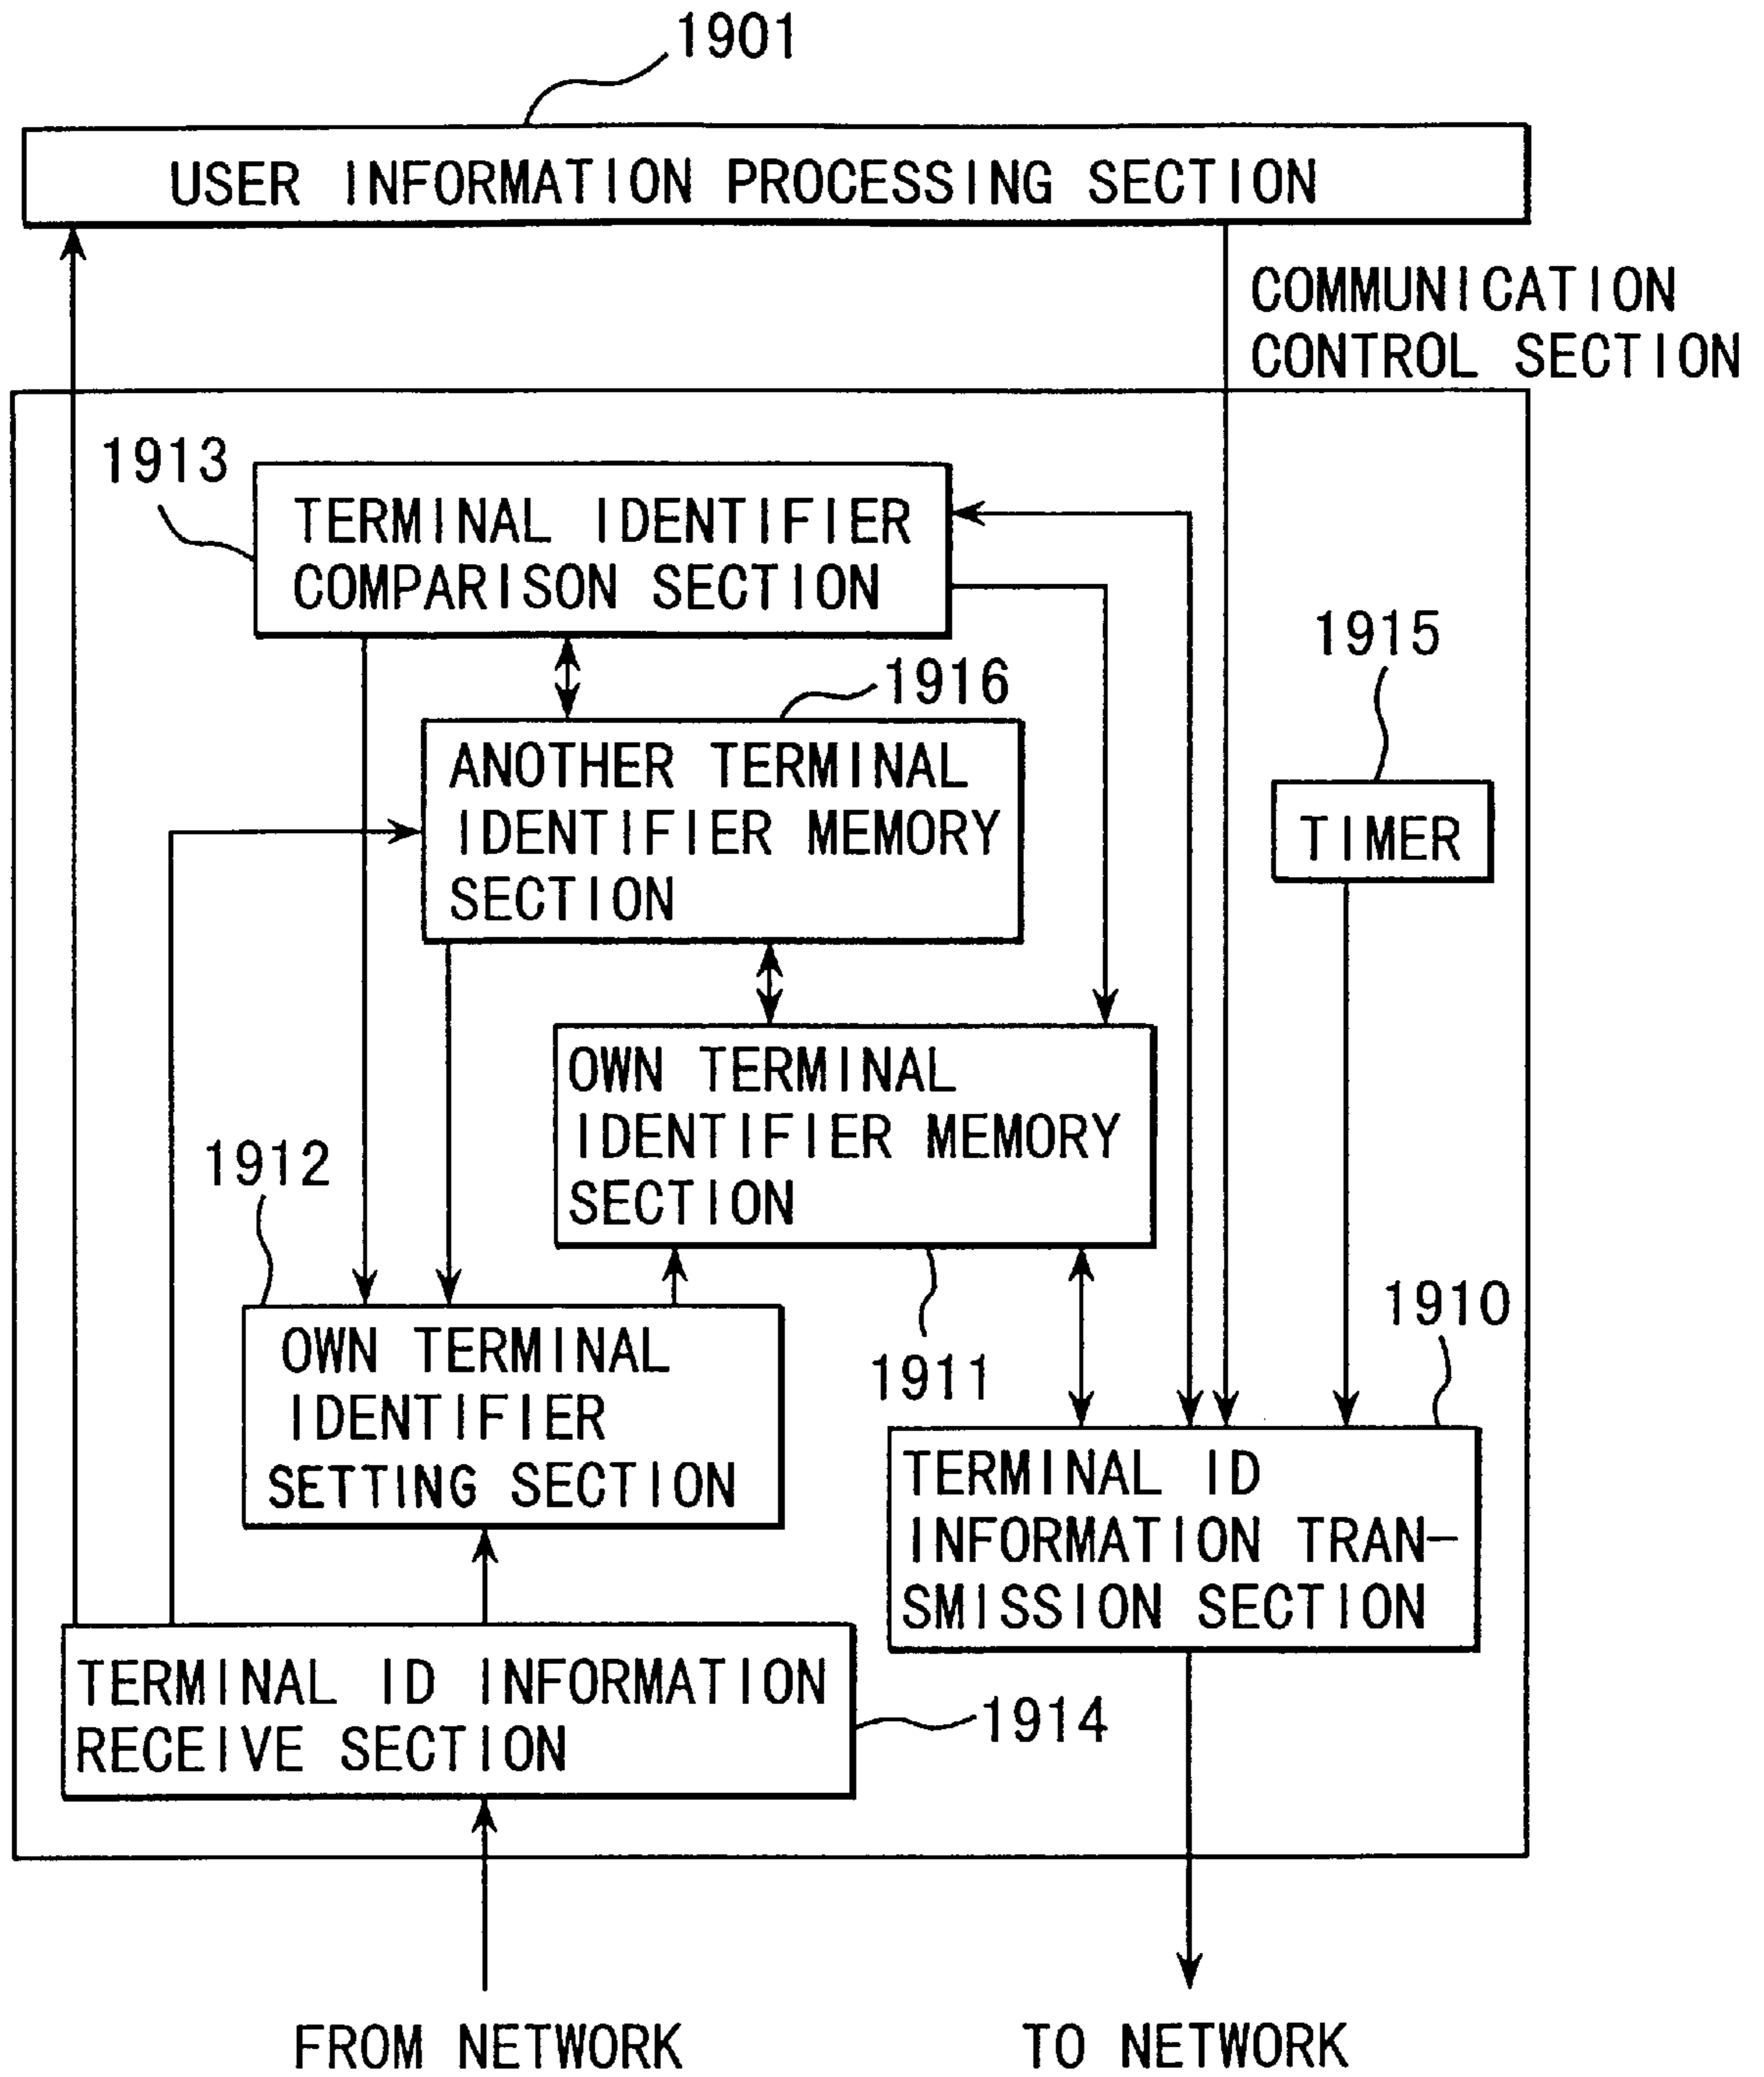 1901
USER INFORMATION PROCESSING SECTION
COMMUNICATION
CONTROL SECTION
1913
TERMINAL IDENTIFIER
COMPARISON SECTION
1915
1916
ANOTHER TERMINAL
IDENTIFIER MEMORY
SECTION
TIMER
OWN TERMINAL
IDENTIFIER MEMORY
SECTION
1912
1910
OWN TERMINAL
IDENTIFIER
SETTING SECTION
1911
TERMINAL ID
INFORMATION TRAN-
SMISSION SECTION
TERMINAL ID INFORMATION
RECEIVE SECTION
1914
FROM NETWORK
TO NETWORK